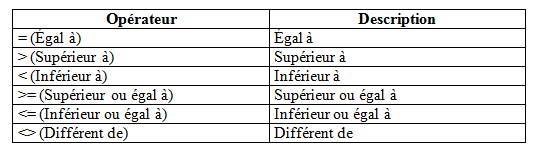 Opérateur Description
= (Égal à) Égal à
> (Supérieur à) Supérieur à
< (Inférieur à) Inférieur à
>= (Supérieur ou égal à) Supérieur ou égal à
<= (Inférieur ou égal à) Inférieur ou égal à
<> (Différent de) Différent de